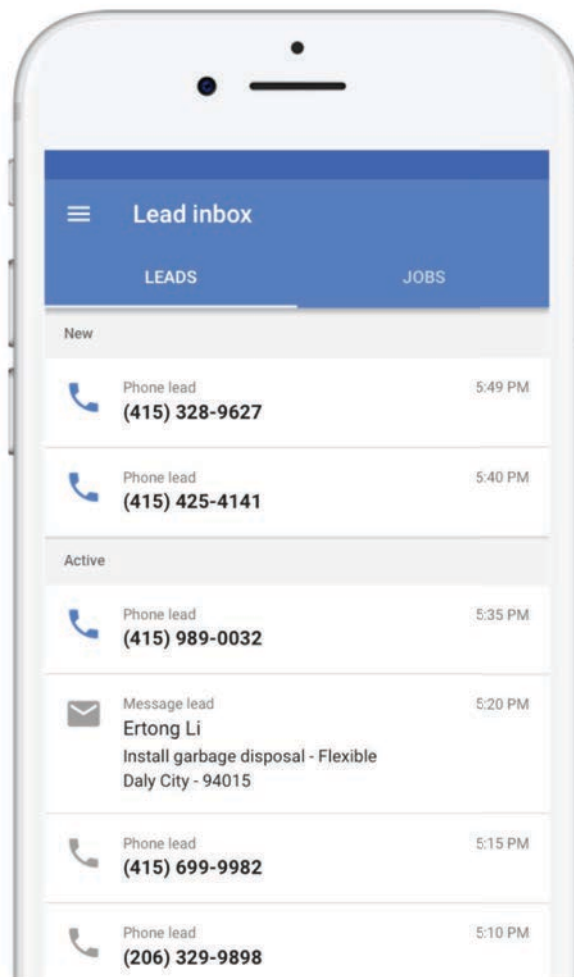 Lead inbox
LEADS JOBS
New
Phone lead 5:49 PM
(415) 328-9627
Phone lead 5:40 PM
(415) 425-4141
Active
Phone lead 5:35 PM
(415) 989-0032
Message lead 5:20 PM
Ertong Li
Install garbage disposal - Flexible
Daly City - 94015
Phone lead 5:15 PM
(415) 699-9982
Phone lead 5:10 PM
(206) 329-9898